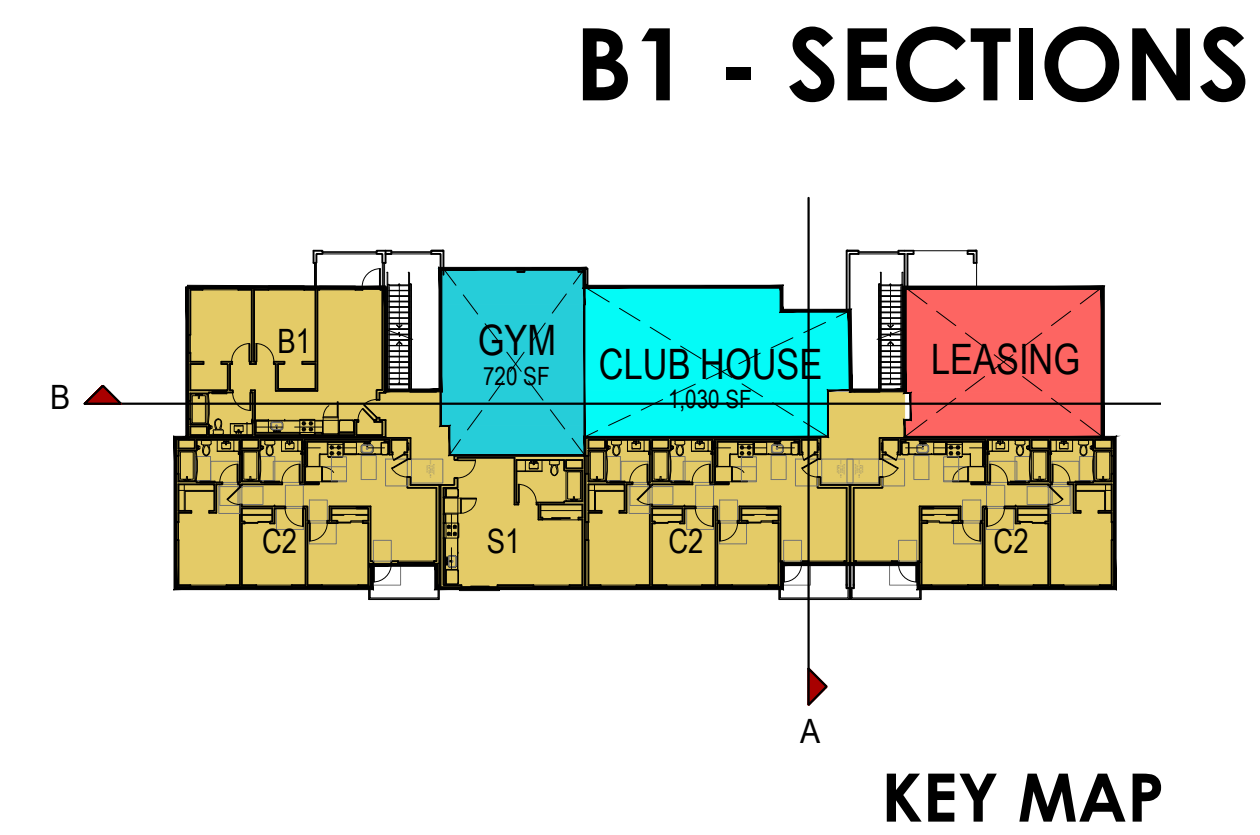 B1 - SECTIONS
B1
GYM
720 SF
CLUB HOUSE
1,030 SF
LEASING
B
C2
S1
C2
C2
A
KEY MAP